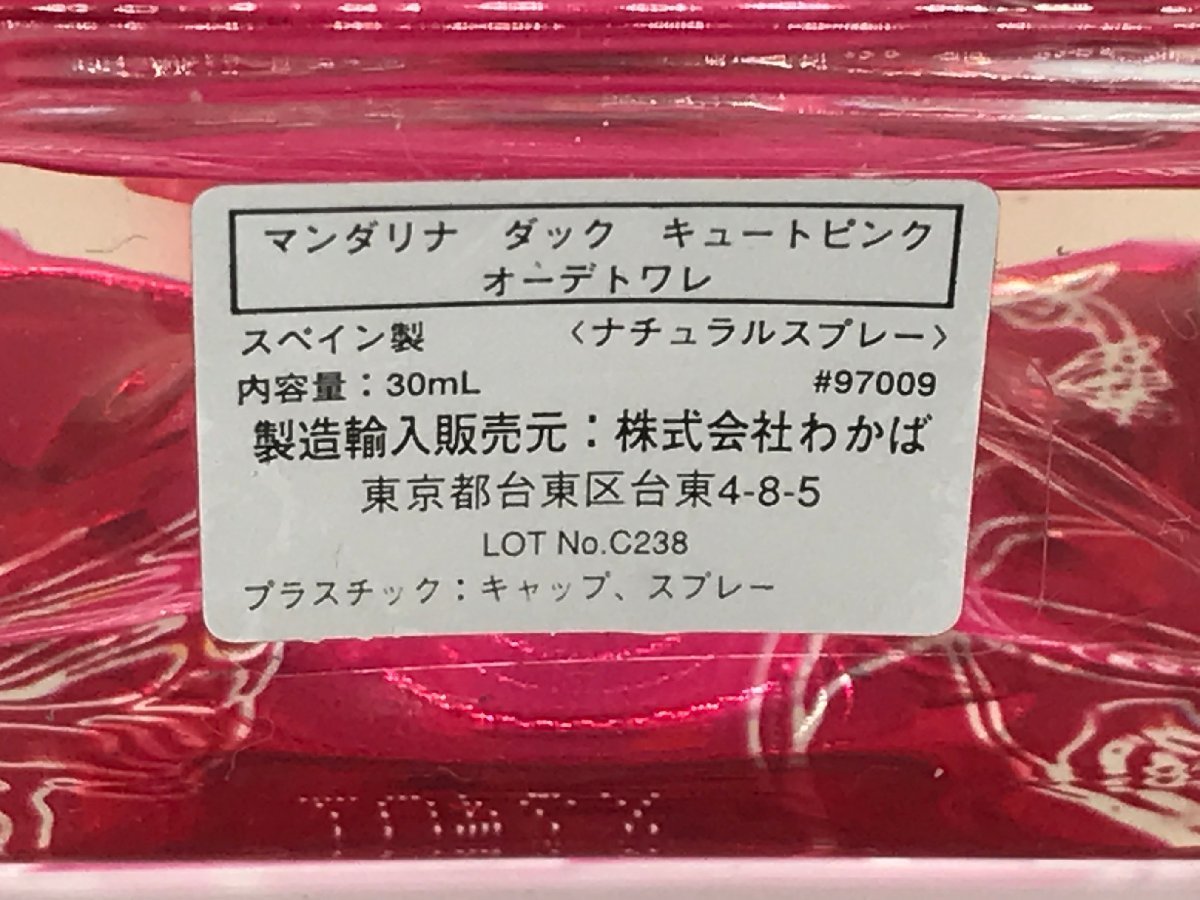 マンダリナ ダック キュートピンク
オーデトワレ
スペイン製 〈ナチュラルスプレー〉
内容量：30mL #97009
製造輸入販売元：株式会社わかば
東京都台東区台東4-8-5
LOT No.C238
プラスチック：キャップ、スプレー